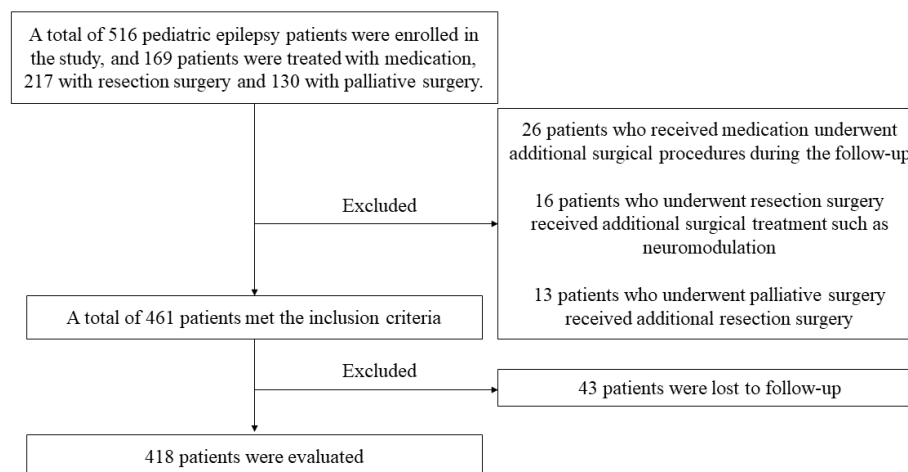 A total of 516 pediatric epilepsy patients were enrolled in
the study, and 169 patients were treated with medication,
217 with resection surgery and 130 with palliative surgery.
26 patients who received medication underwent
additional surgical procedures during the follow-up
Excluded
16 patients who underwent resection surgery
received additional surgical treatment such as
neuromodulation
13 patients who underwent palliative surgery
received additional resection surgery
A total of 461 patients met the inclusion criteria
Excluded
43 patients were lost to follow-up
418 patients were evaluated